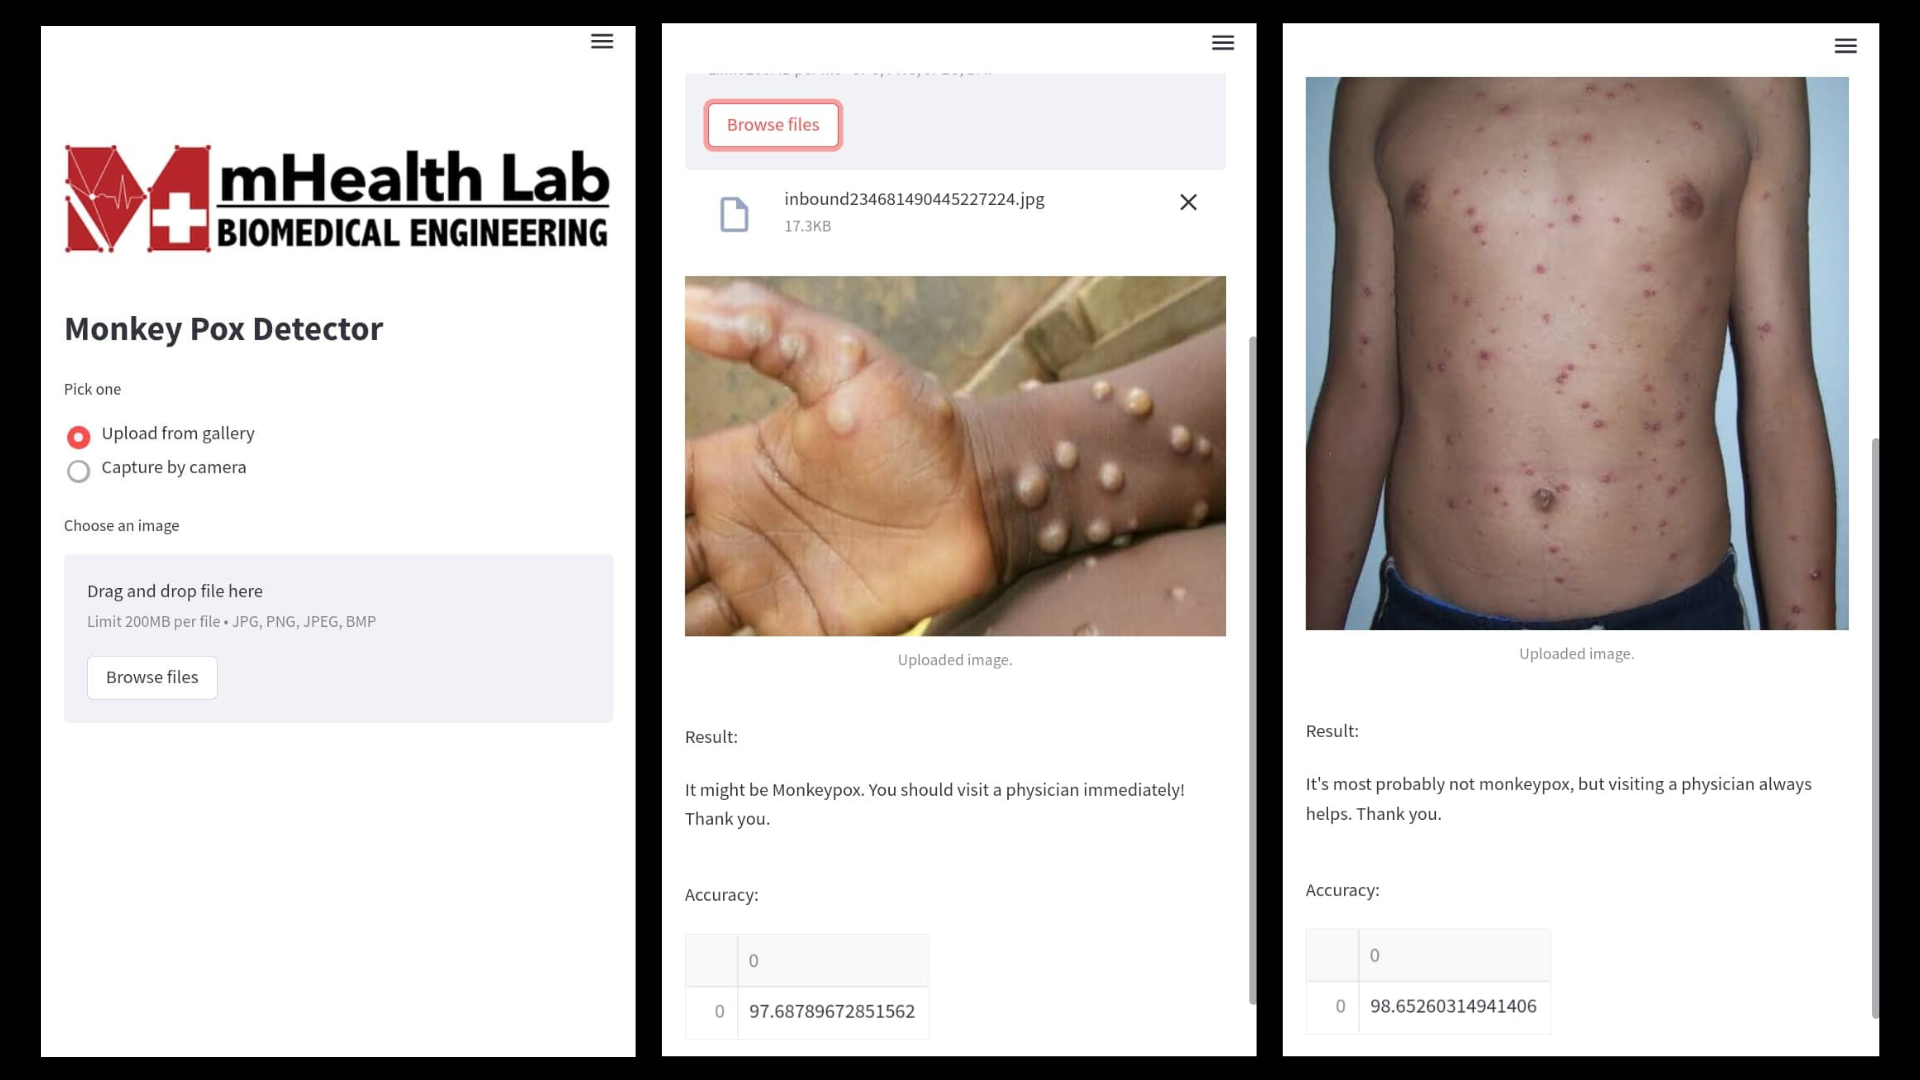 mHealth Lab
BIOMEDICAL ENGINEERING
Monkey Pox Detector
Pick one
Upload from gallery
Capture by camera
Choose an image
Drag and drop file here
Limit 200MB per file • JPG, PNG, JPEG, BMP
Browse files
Browse files
inbound234681490445227224.jpg
17.3KB
Uploaded image.
Result:
It might be Monkeypox. You should visit a physician immediately!
Thank you.
Accuracy:
0
0 97.68789672851562
Uploaded image.
Result:
It's most probably not monkeypox, but visiting a physician always
helps. Thank you.
Accuracy:
0
0 98.65260314941406